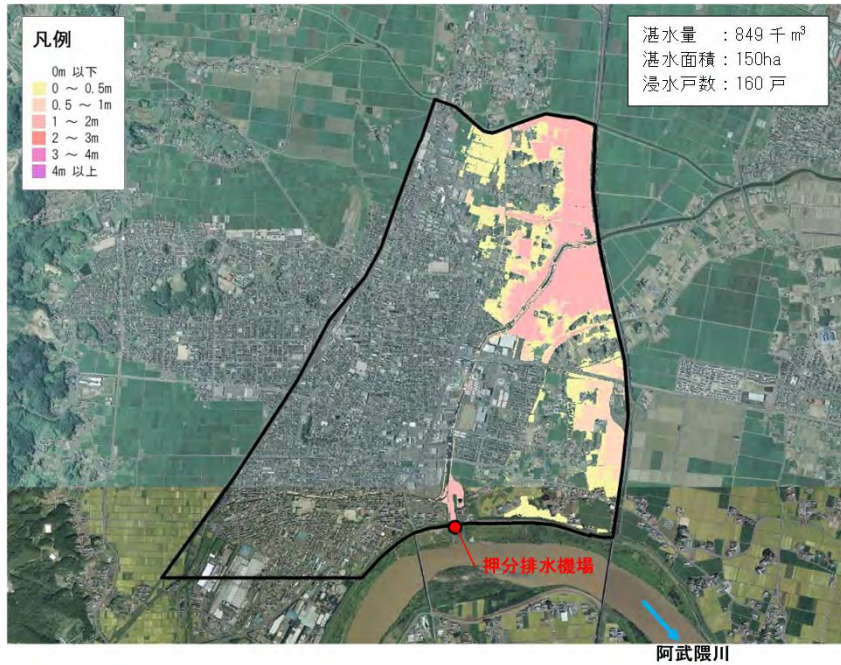 凡例
0m 以下
0 ～ 0.5m
0.5 ～ 1m
1 ～ 2m
2 ～ 3m
3 ～ 4m
4m 以上
湛水量 ：849 千 m³
湛水面積：150ha
浸水戸数：160 戸
押分排水機場
阿武隈川